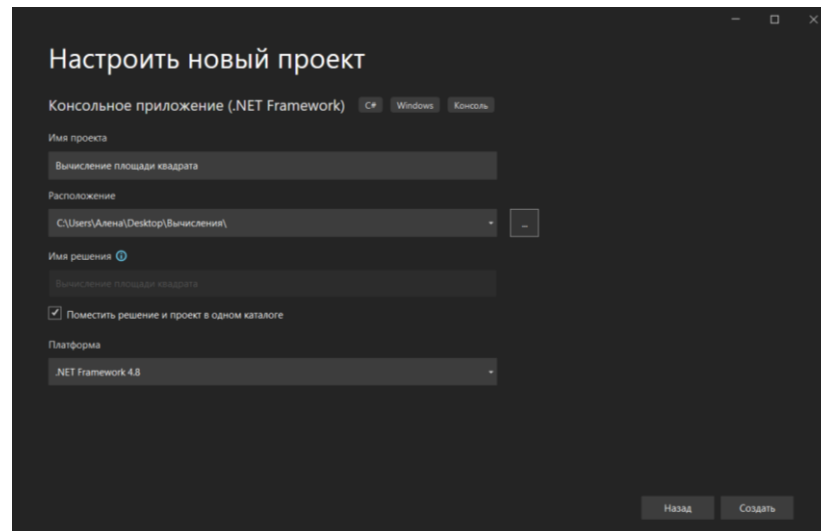 Настроить новый проект
Консольное приложение (.NET Framework) C# Windows Консоль
Имя проекта
Вычисление площади квадрата
Расположение
C:\Users\Алена\Desktop\Вычисления\
...
Имя решения
Вычисление площади квадрата
Поместить решение и проект в одном каталоге
Платформа
.NET Framework 4.8
Назад Создать